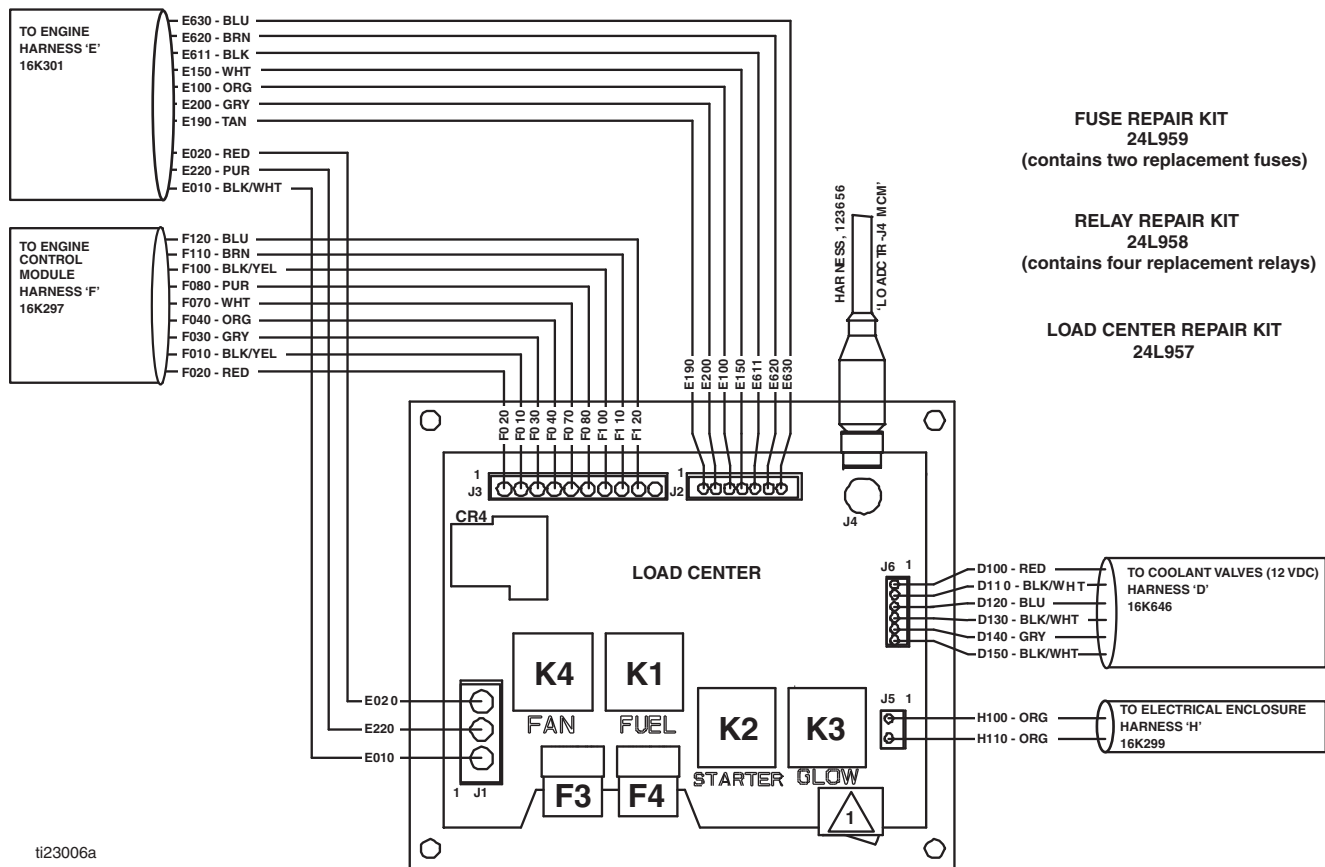 TO ENGINE
HARNESS ‘E’
16K301
E630 - BLU
E620 - BRN
E611 - BLK
E150 - WHT
E100 - ORG
E200 - GRY
E190 - TAN
E020 - RED
E220 - PUR
E010 - BLK/WHT
TO ENGINE
CONTROL
MODULE
HARNESS ‘F’
16K297
F120 - BLU
F110 - BRN
F100 - BLK/YEL
F080 - PUR
F070 - WHT
F040 - ORG
F030 - GRY
F010 - BLK/YEL
F020 - RED
FUSE REPAIR KIT
24L959
(contains two replacement fuses)
RELAY REPAIR KIT
24L958
(contains four replacement relays)
LOAD CENTER REPAIR KIT
24L957
HARNESS, 123656
‘LOADCTR-J4 MCM’
F020
F010
F030
F040
F070
F080
F100
F110
F120
E190
E200
E100
E150
E611
E620
E630
1
J3
1
J2
J4
CR4
LOAD CENTER
J6 1
D100 - RED
D110 - BLK/WHT
D120 - BLU
D130 - BLK/WHT
D140 - GRY
D150 - BLK/WHT
TO COOLANT VALVES (12 VDC)
HARNESS ‘D’
16K646
K4
FAN
K1
FUEL
K2
STARTER
K3
GLOW
J5 1
H100 - ORG
H110 - ORG
TO ELECTRICAL ENCLOSURE
HARNESS ‘H’
16K299
E020
E220
E010
1 J1
F3
F4
1
ti23006a